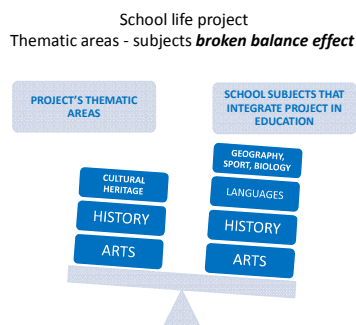 School life project
Thematic areas - subjects broken balance effect
PROJECT'S THEMATIC
AREAS
SCHOOL SUBJECTS THAT
INTEGRATE PROJECT IN
EDUCATION
CULTURAL
HERITAGE
HISTORY
ARTS
GEOGRAPHY,
SPORT, BIOLOGY
LANGUAGES
HISTORY
ARTS